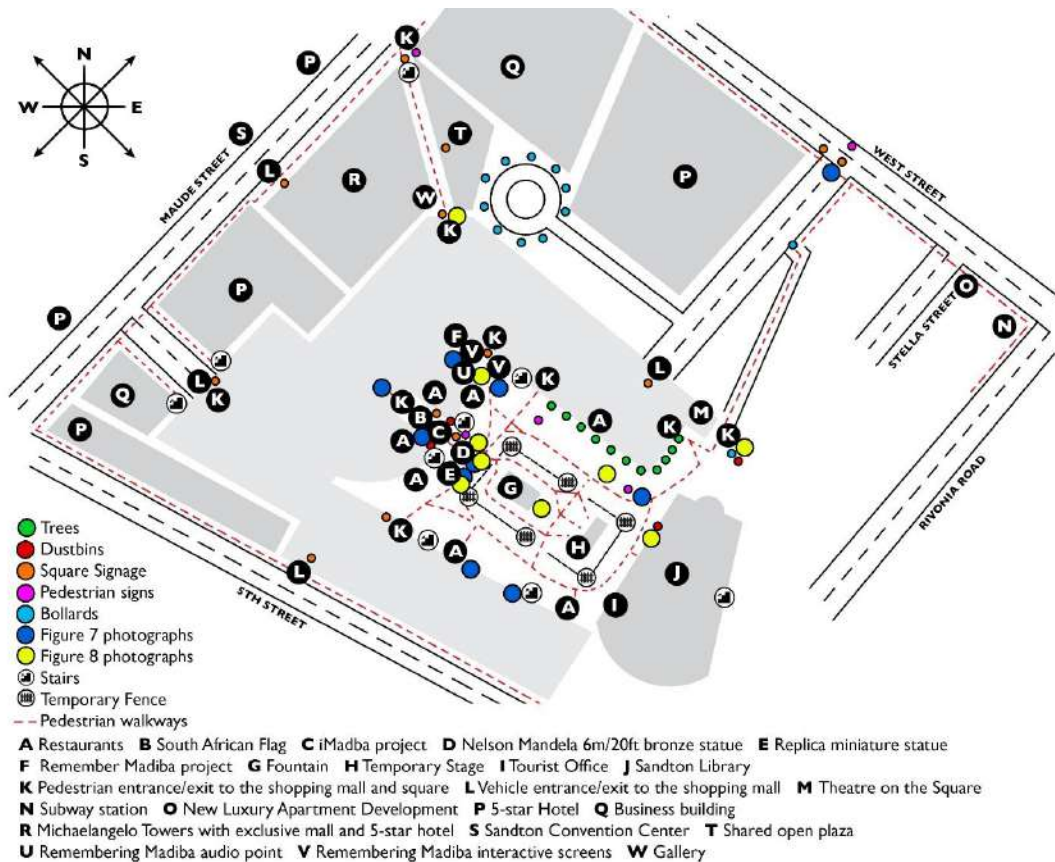 N
W E
S
MAUDE STREET
WEST STREET
STELLA STREET
RIVONIA ROAD
5TH STREET
K
P
Q
S
T
L
R
P
W
K
O
N
P
P
F
K
V
U
V
L
K
A
A
K
A
M
B
K
K
Q
L
K
C
A
D
P
E
A
G
K
H
A
J
L
A
I
Trees
Dustbins
Square Signage
Pedestrian signs
Bollards
Figure 7 photographs
Figure 8 photographs
Stairs
Temporary Fence
Pedestrian walkways
A Restaurants B South African Flag C iMadba project D Nelson Mandela 6m/20ft bronze statue E Replica miniature statue
F Remember Madiba project G Fountain H Temporary Stage I Tourist Office J Sandton Library
K Pedestrian entrance/exit to the shopping mall and square L Vehicle entrance/exit to the shopping mall M Theatre on the Square
N Subway station O New Luxury Apartment Development P 5-star Hotel Q Business building
R Michaelangelo Towers with exclusive mall and 5-star hotel S Sandton Convention Center T Shared open plaza
U Remembering Madiba audio point V Remembering Madiba interactive screens W Gallery